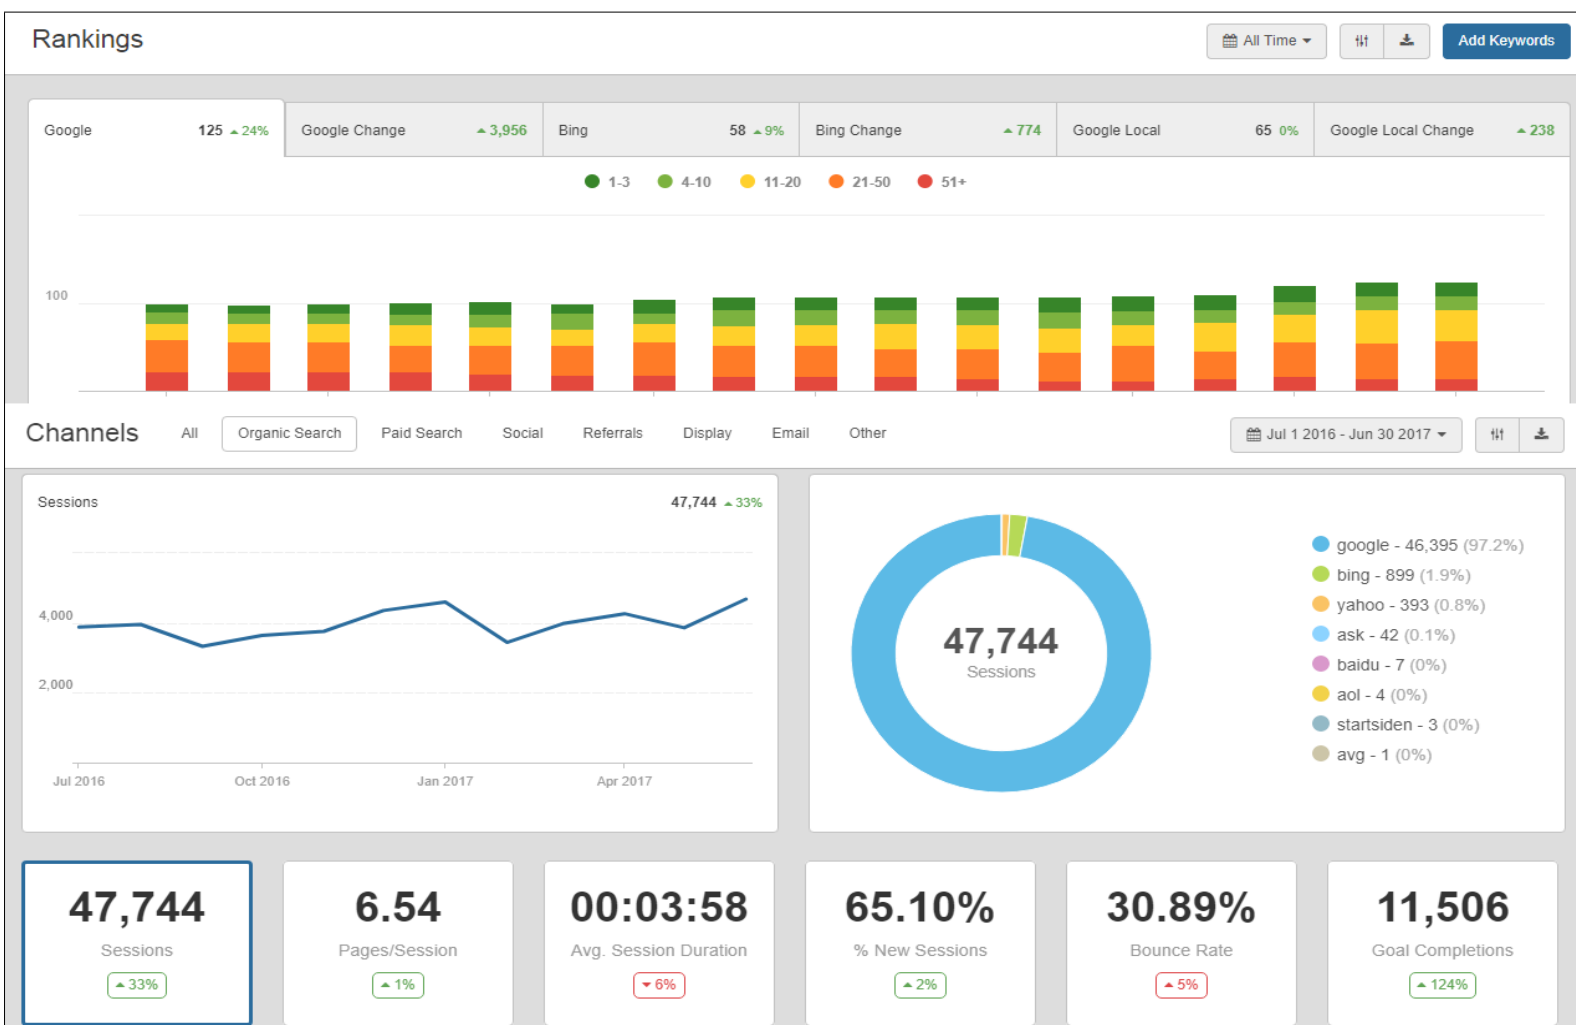 Rankings
All Time
Add Keywords
Google 125 24%
Google Change 3,956
Bing 58 9%
Bing Change 774
Google Local 65 0%
Google Local Change 238
1-3 4-10 11-20 21-50 51+
100
Channels All Organic Search Paid Search Social Referrals Display Email Other
Jul 1 2016 - Jun 30 2017
Sessions 47,744 33%
4,000
2,000
Jul 2016 Oct 2016 Jan 2017 Apr 2017
47,744
Sessions
google - 46,395 (97.2%)
bing - 899 (1.9%)
yahoo - 393 (0.8%)
ask - 42 (0.1%)
baidu - 7 (0%)
aol - 4 (0%)
startsiden - 3 (0%)
avg - 1 (0%)
47,744
Sessions
33%
6.54
Pages/Session
1%
00:03:58
Avg. Session Duration
6%
65.10%
% New Sessions
2%
30.89%
Bounce Rate
5%
11,506
Goal Completions
124%